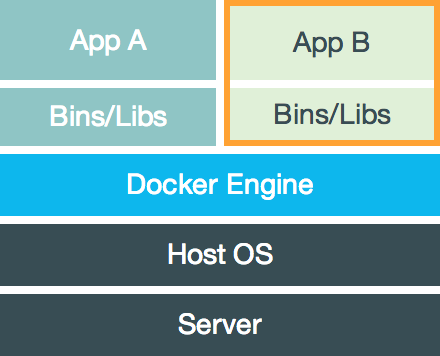 App A
App B
Bins/Libs
Bins/Libs
Docker Engine
Host OS
Server